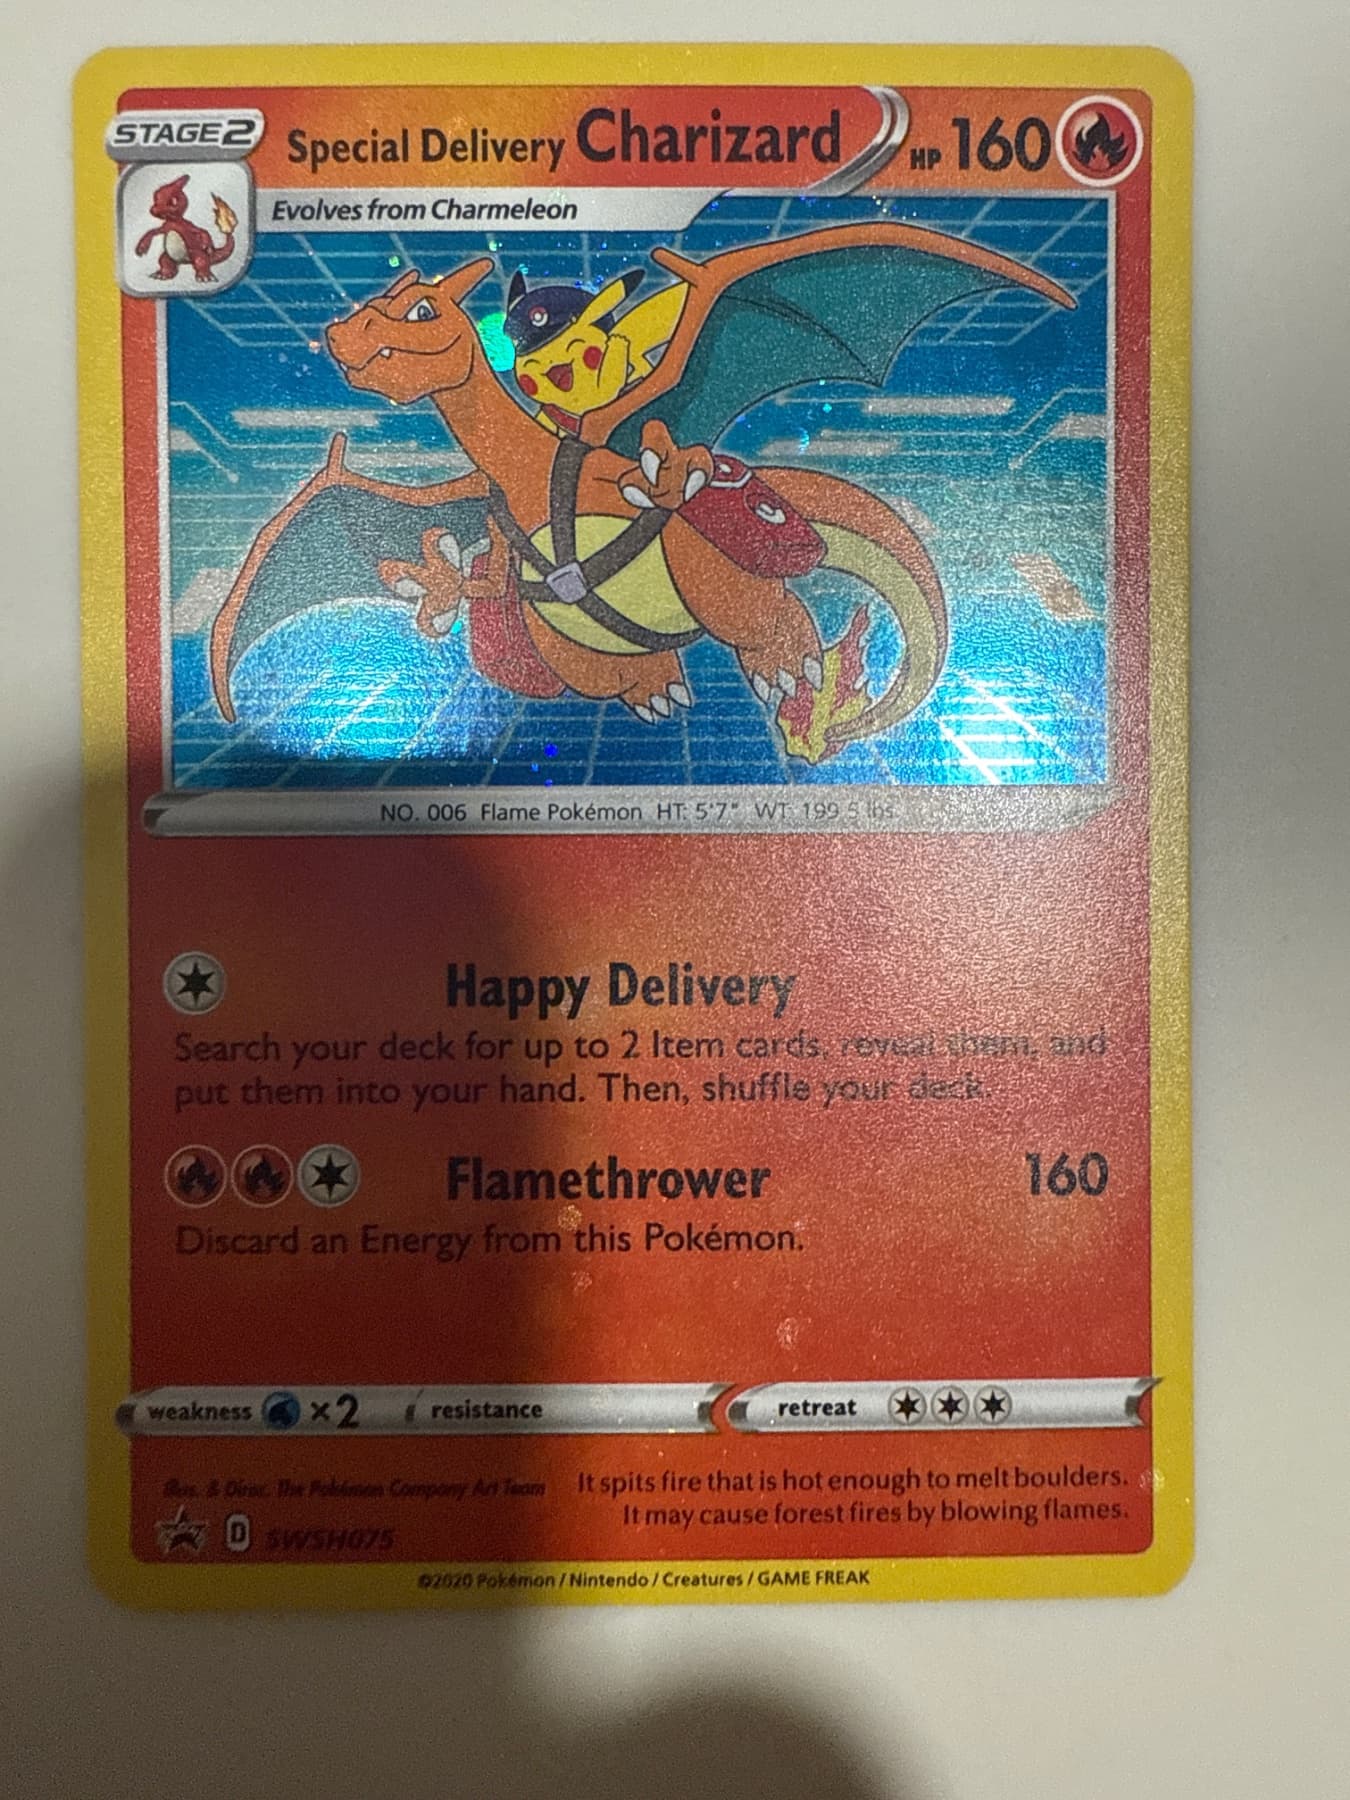 STAGE2 Special Delivery Charizard HP 160
Evolves from Charmeleon
NO. 006 Flame Pokémon HT: 5'7" WT: 199.5 lbs.
Happy Delivery
Search your deck for up to 2 Item cards, reveal them, and
put them into your hand. Then, shuffle your deck.
Flamethrower 160
Discard an Energy from this Pokémon.
weakness ×2 resistance retreat
Illus. & Direc. The Pokémon Company Art Team
It spits fire that is hot enough to melt boulders.
It may cause forest fires by blowing flames.
D SWSH075
©2020 Pokémon / Nintendo / Creatures / GAME FREAK